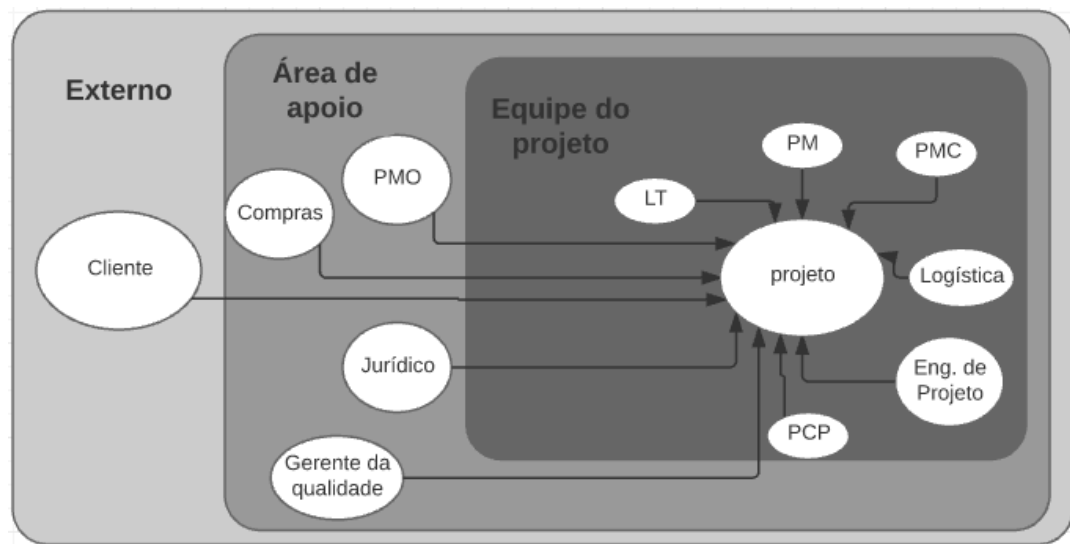 Externo
Área de
apoio
Equipe do
projeto
PM
PMC
PMO
LT
Compras
Cliente
projeto
Logística
Jurídico
Eng. de
Projeto
PCP
Gerente da
qualidade